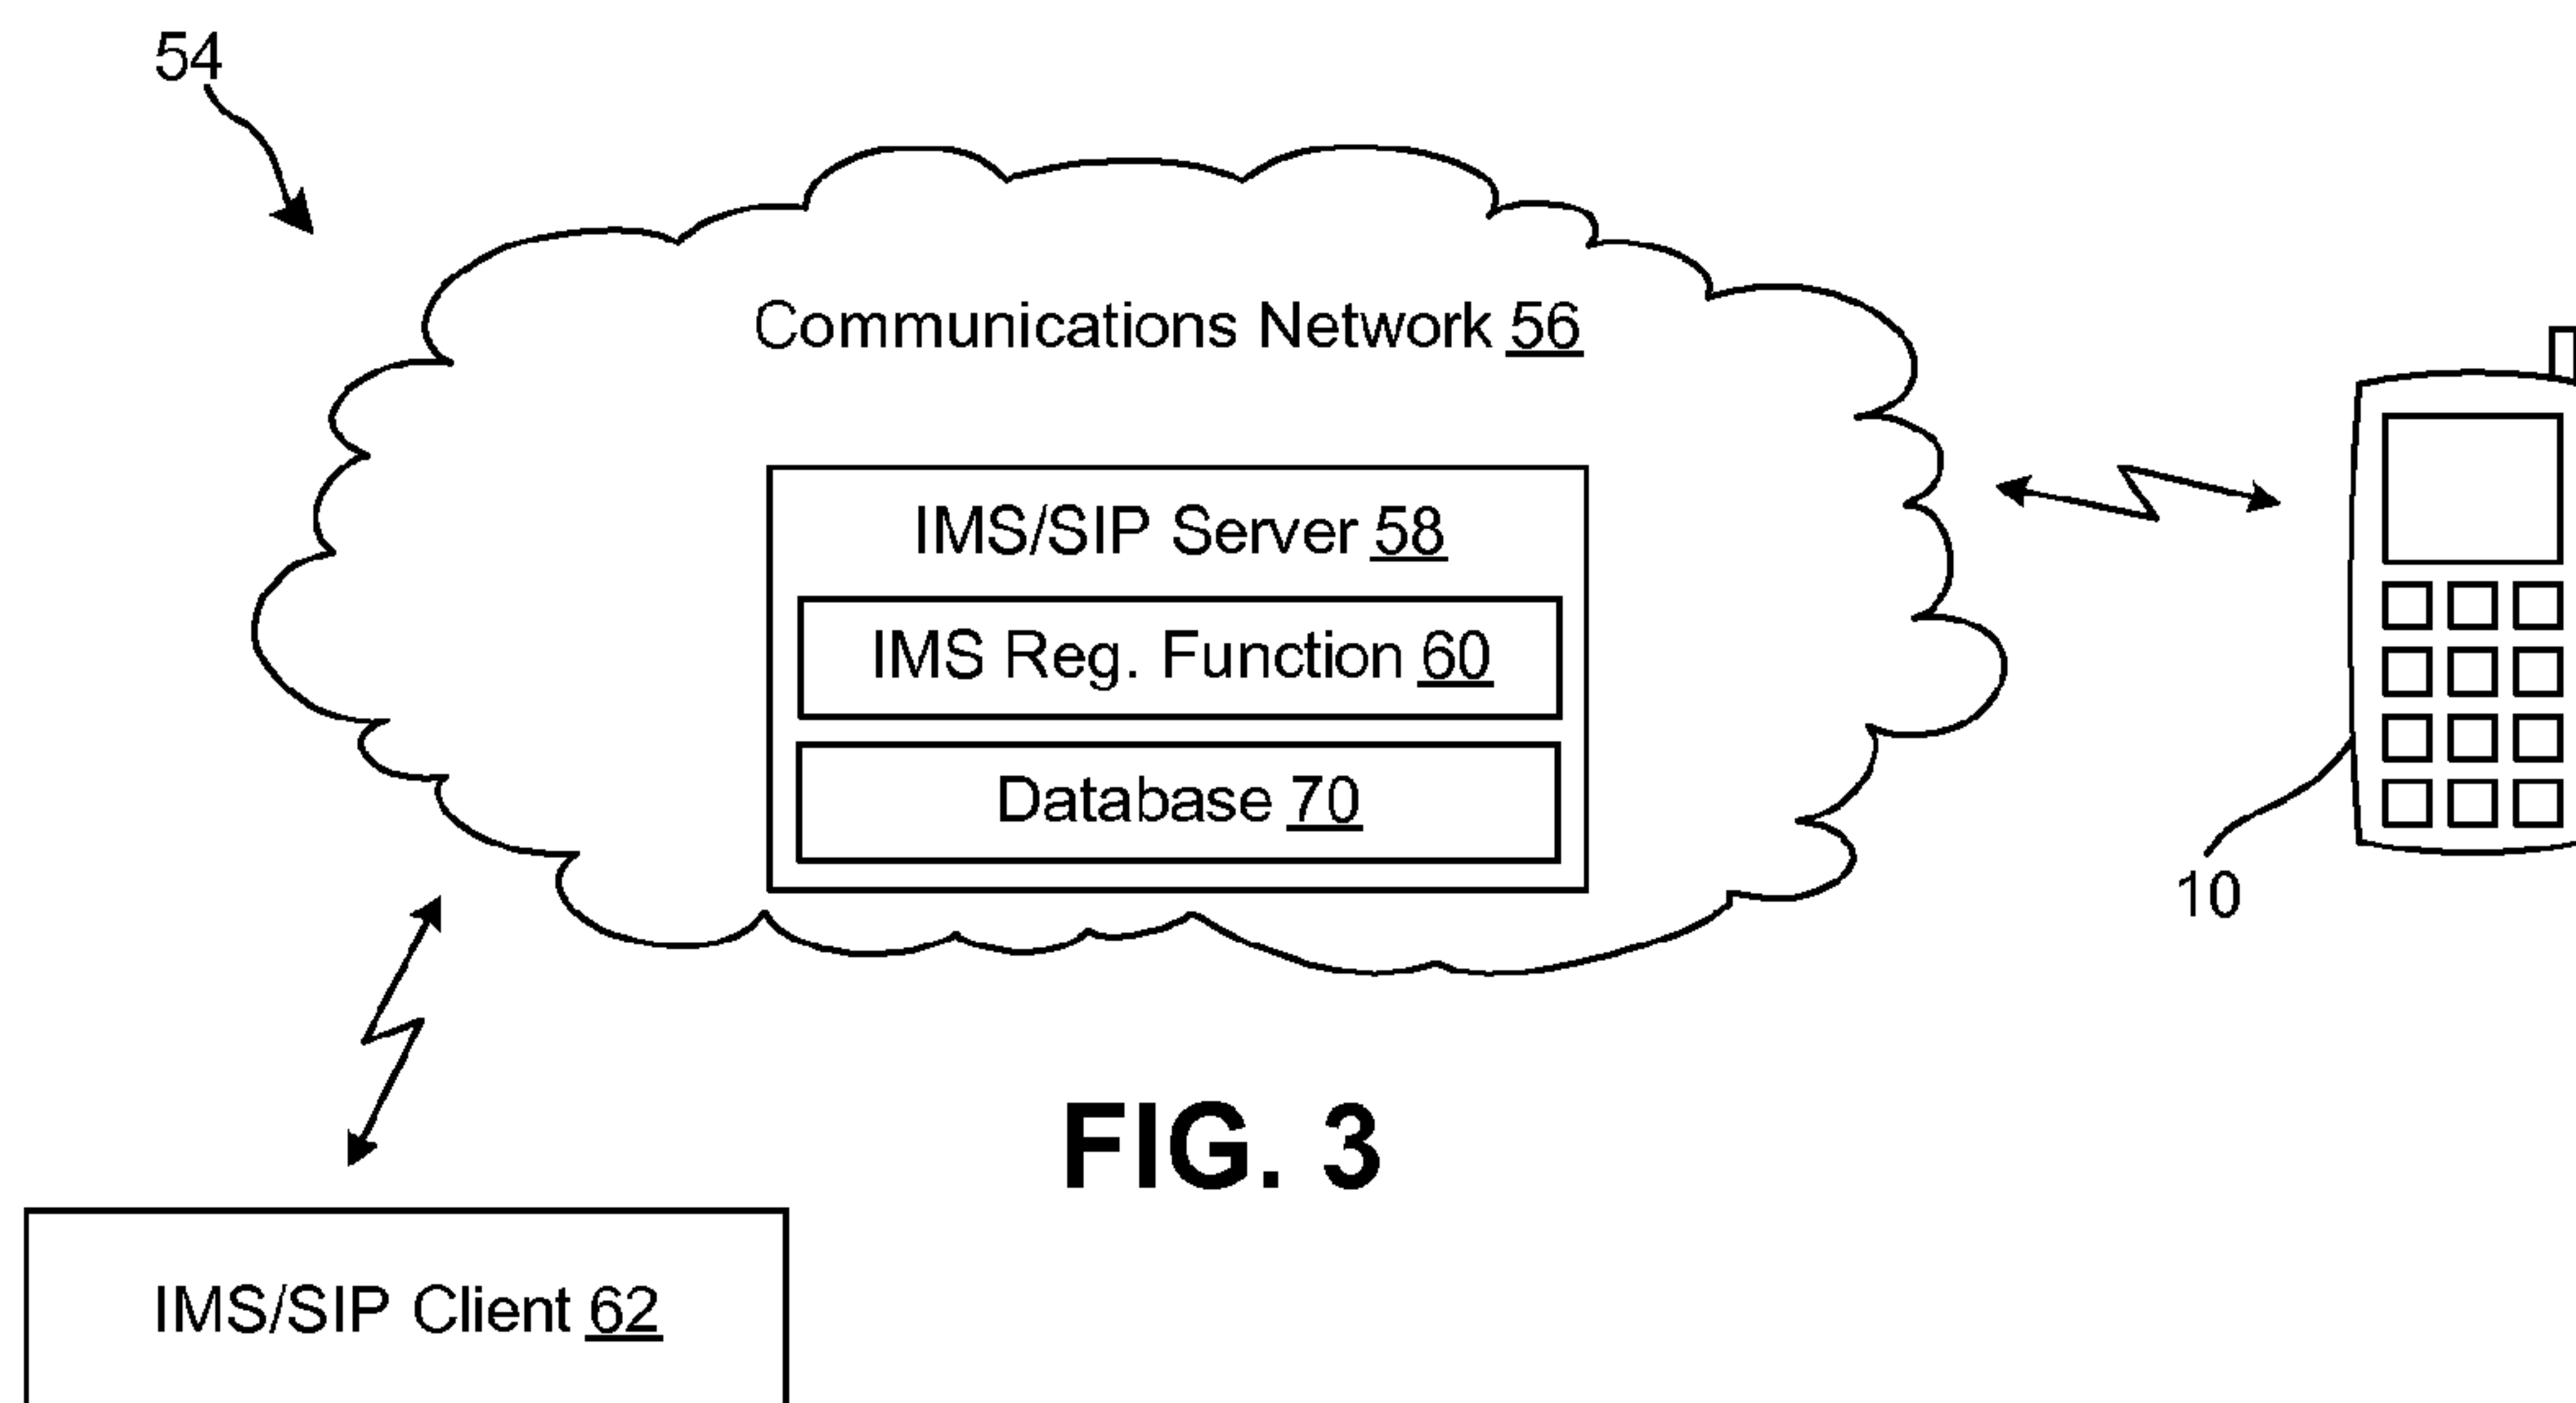 54
Communications Network 56
IMS/SIP Server 58
IMS Reg. Function 60
Database 70
10
FIG. 3
IMS/SIP Client 62